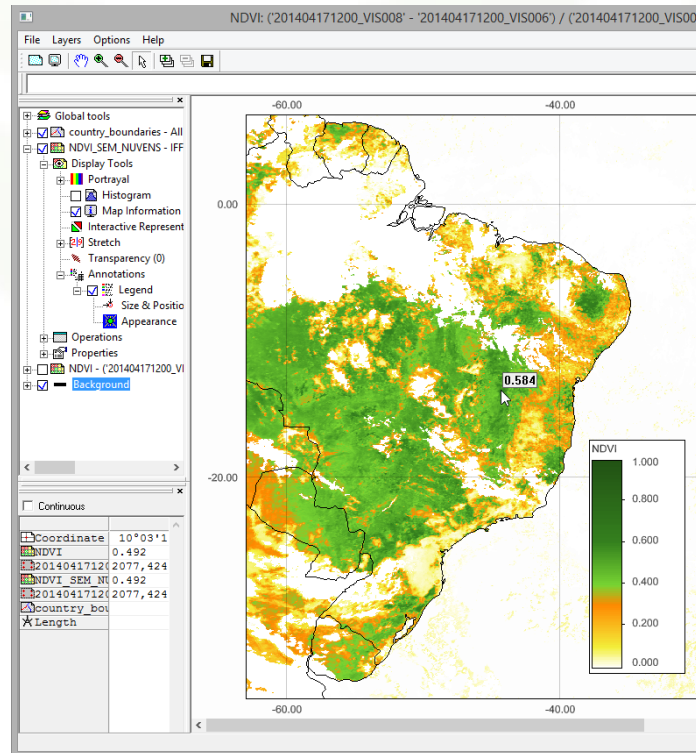 NDVI: ('201404171200_VIS008' - '201404171200_VIS006') / ('201404171200_VIS00
File Layers Options Help
Global tools
country_boundaries - All
NDVI_SEM_NUVENS - IFF
Display Tools
Portrayal
Histogram
Map Information
Interactive Represent
Stretch
Transparency (0)
Annotations
Legend
Size & Positio
Appearance
Operations
Properties
NDVI - ('201404171200_VI
Background
Continuous
Coordinate 10°03'1
NDVI 0.492
20140417120 2077,424
NDVI_SEM_NU 0.492
20140417120 2077,424
country_bou
Length
-60.00 -40.00
0.00
0.584
-20.00
NDVI
1.000
0.800
0.600
0.400
0.200
0.000
-60.00 -40.00